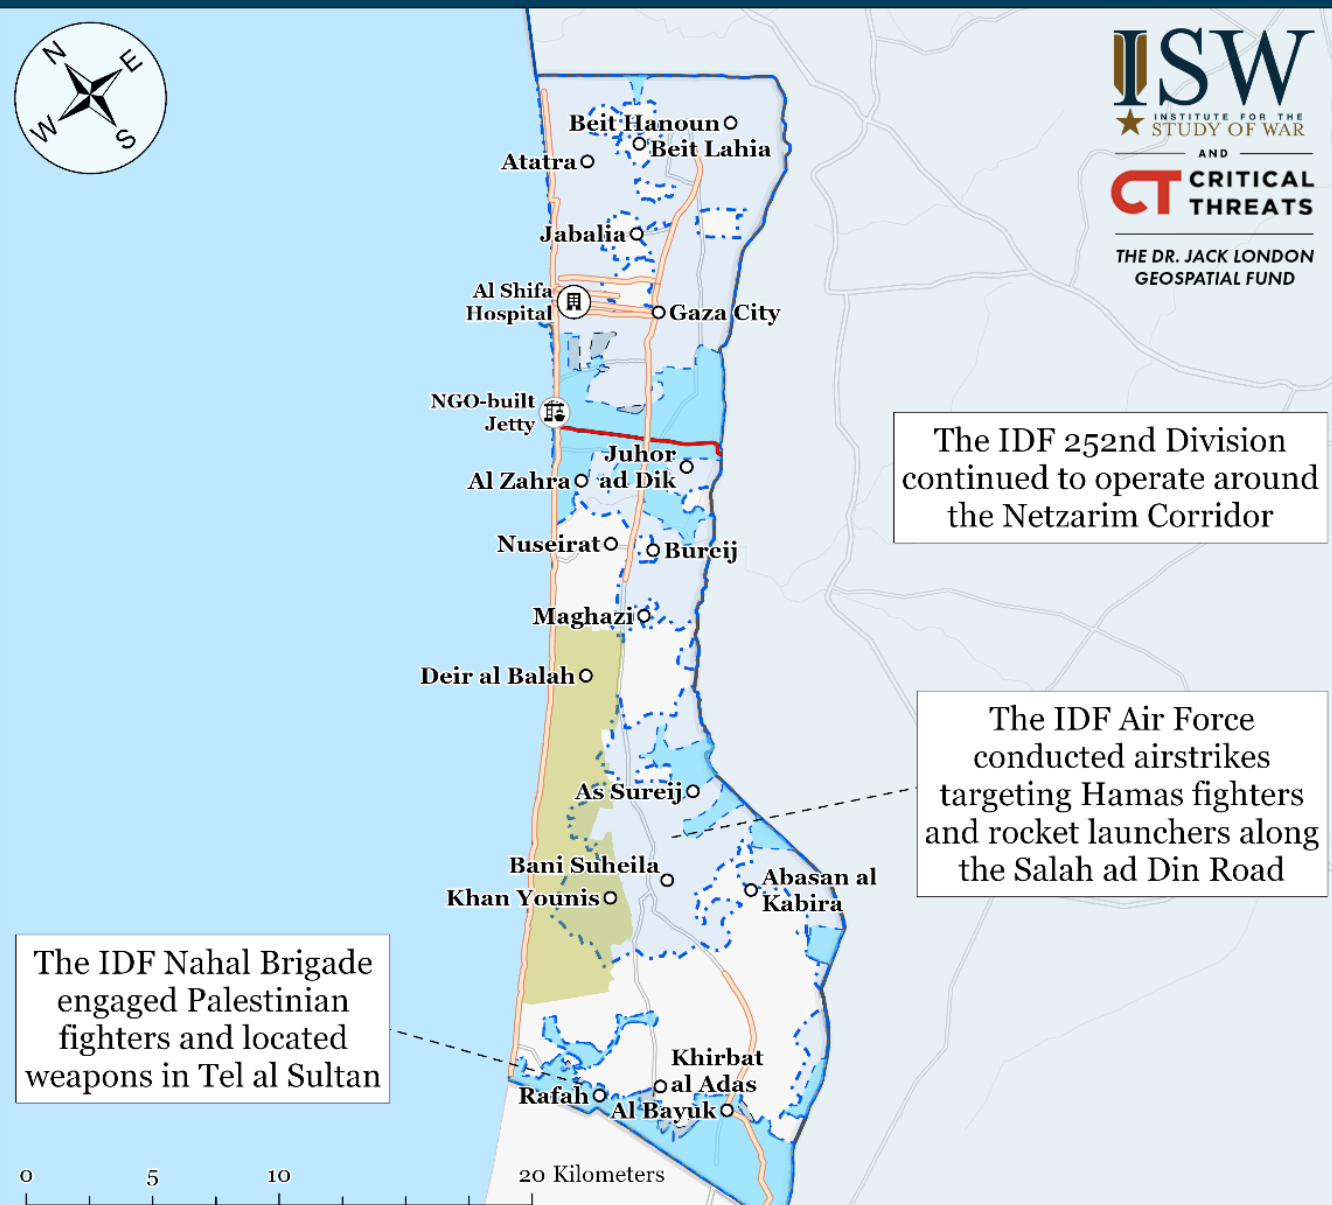 N
E
W
S
ISW
INSTITUTE FOR THE
STUDY OF WAR
AND
CT CRITICAL
THREATS
THE DR. JACK LONDON
GEOSPATIAL FUND
Beit Hanoun
Beit Lahia
Atatra
Jabalia
Al Shifa
Hospital
Gaza City
NGO-built
Jetty
The IDF 252nd Division
continued to operate around
the Netzarim Corridor
Juhor
ad Dik
Al Zahra
Nuseirat
Bureij
Maghazi
Deir al Balah
The IDF Air Force
conducted airstrikes
targeting Hamas fighters
and rocket launchers along
the Salah ad Din Road
As Sureij
Bani Suheila
Abasan al
Kabira
Khan Younis
The IDF Nahal Brigade
engaged Palestinian
fighters and located
weapons in Tel al Sultan
Khirbat
al Adas
Rafah
Al Bayuk
0 5 10 20 Kilometers